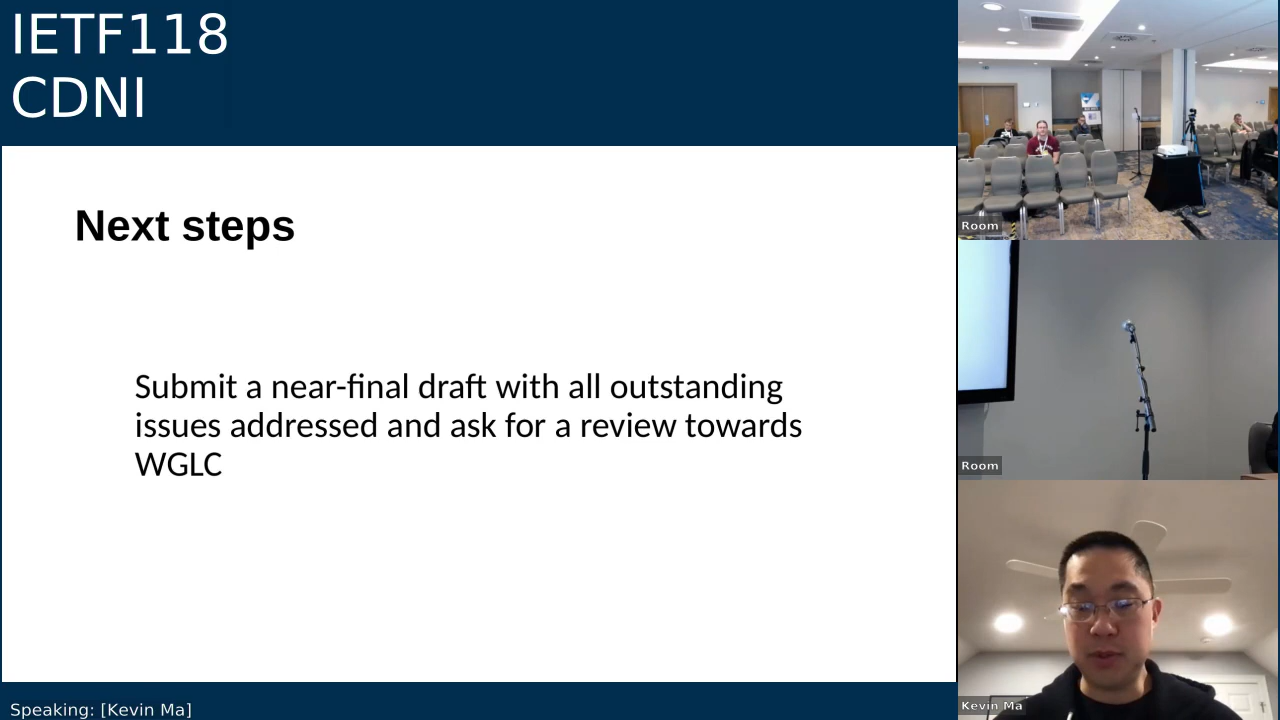 IETF118
CDNI
Next steps
Submit a near-final draft with all outstanding
issues addressed and ask for a review towards
WGLC
Speaking: [Kevin Ma]
Room
Room
Kevin Ma